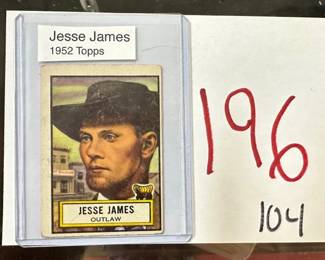 Jesse James
1952 Topps
JESSE JAMES
OUTLAW
196
104